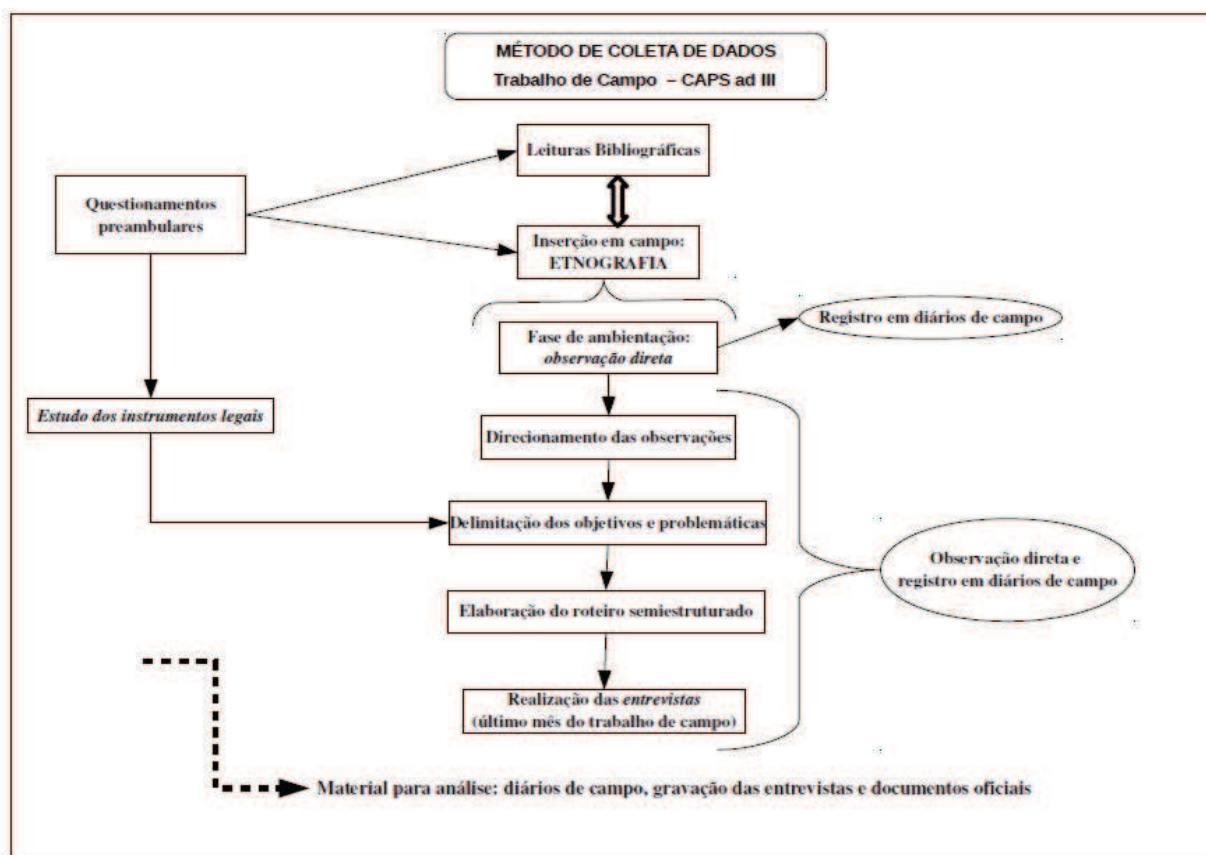 MÉTODO DE COLETA DE DADOS
Trabalho de Campo – CAPS ad III
Leituras Bibliográficas
Questionamentos
preambulares
Inserção em campo:
ETNOGRAFIA
Registro em diários de campo
Fase de ambientação:
observação direta
Estudo dos instrumentos legais
Direcionamento das observações
Delimitação dos objetivos e problemáticas
Observação direta e
registro em diários de campo
Elaboração do roteiro semiestruturado
Realização das entrevistas
(último mês do trabalho de campo)
Material para análise: diários de campo, gravação das entrevistas e documentos oficiais